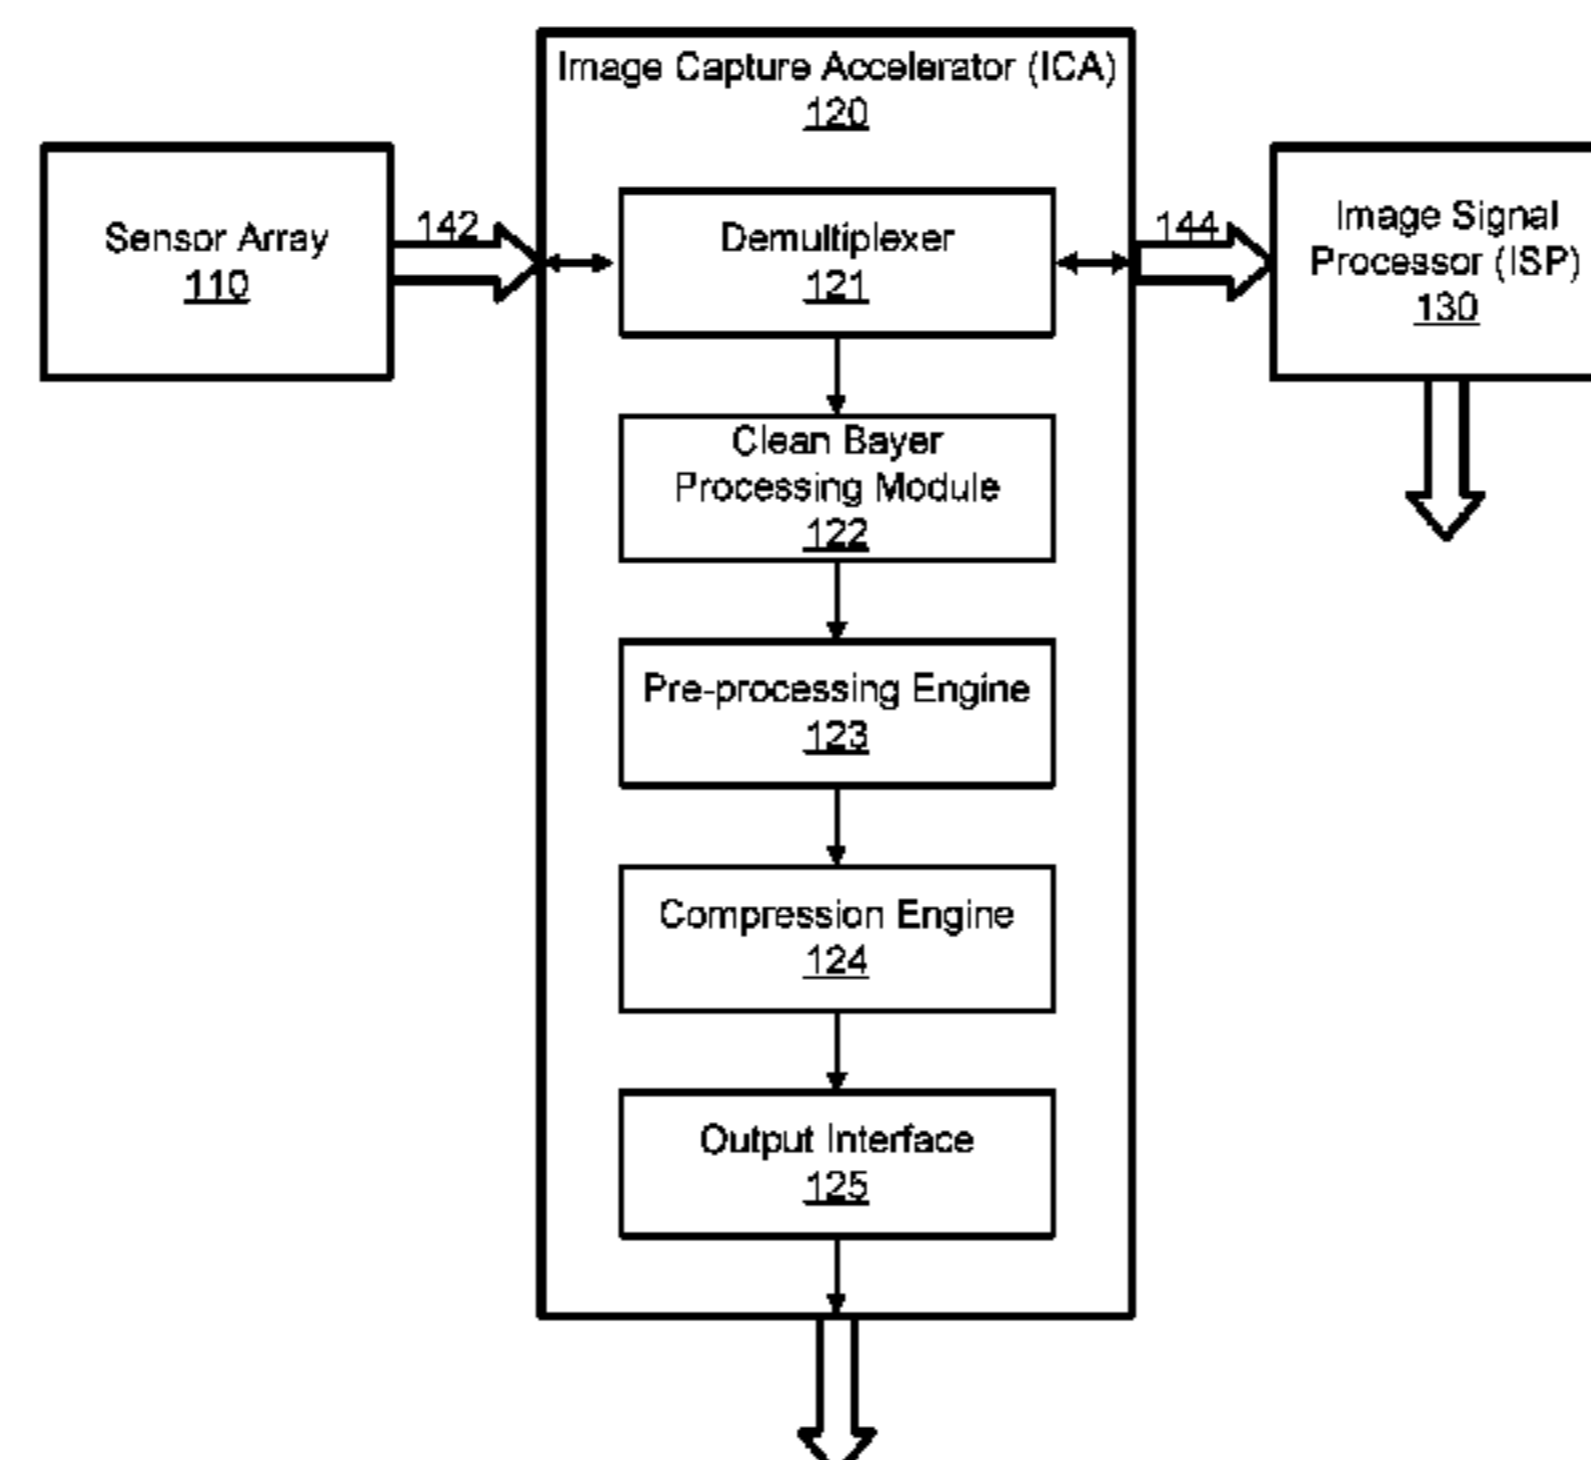 Image Capture Accelerator (ICA)
120
Sensor Array
110
142
Demultiplexer
121
144
Image Signal
Processor (ISP)
130
Clean Bayer
Processing Module
122
Pre-processing Engine
123
Compression Engine
124
Output Interface
125